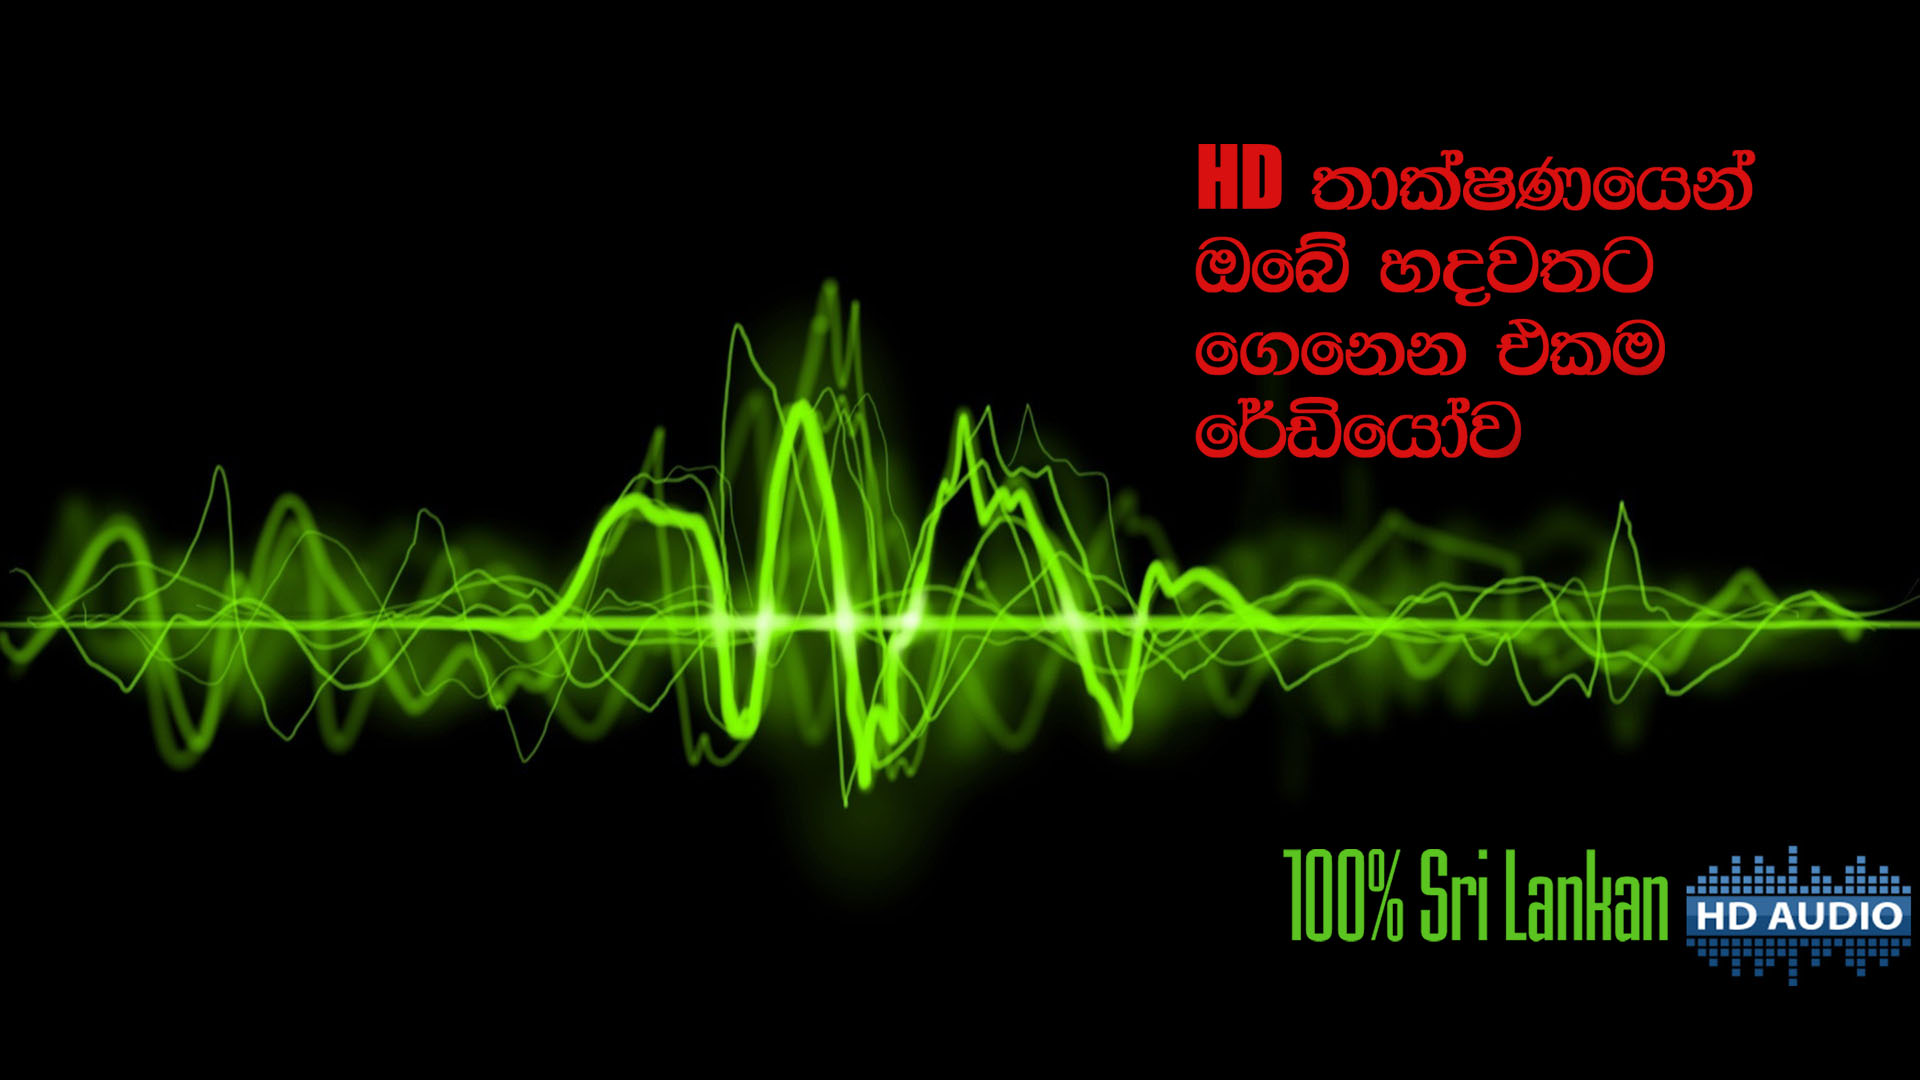 HD තාක්ෂණයෙන්
ඔබේ හදවතට
ගෙනෙන එකම
රේඩියෝව
100% Sri Lankan
HD AUDIO